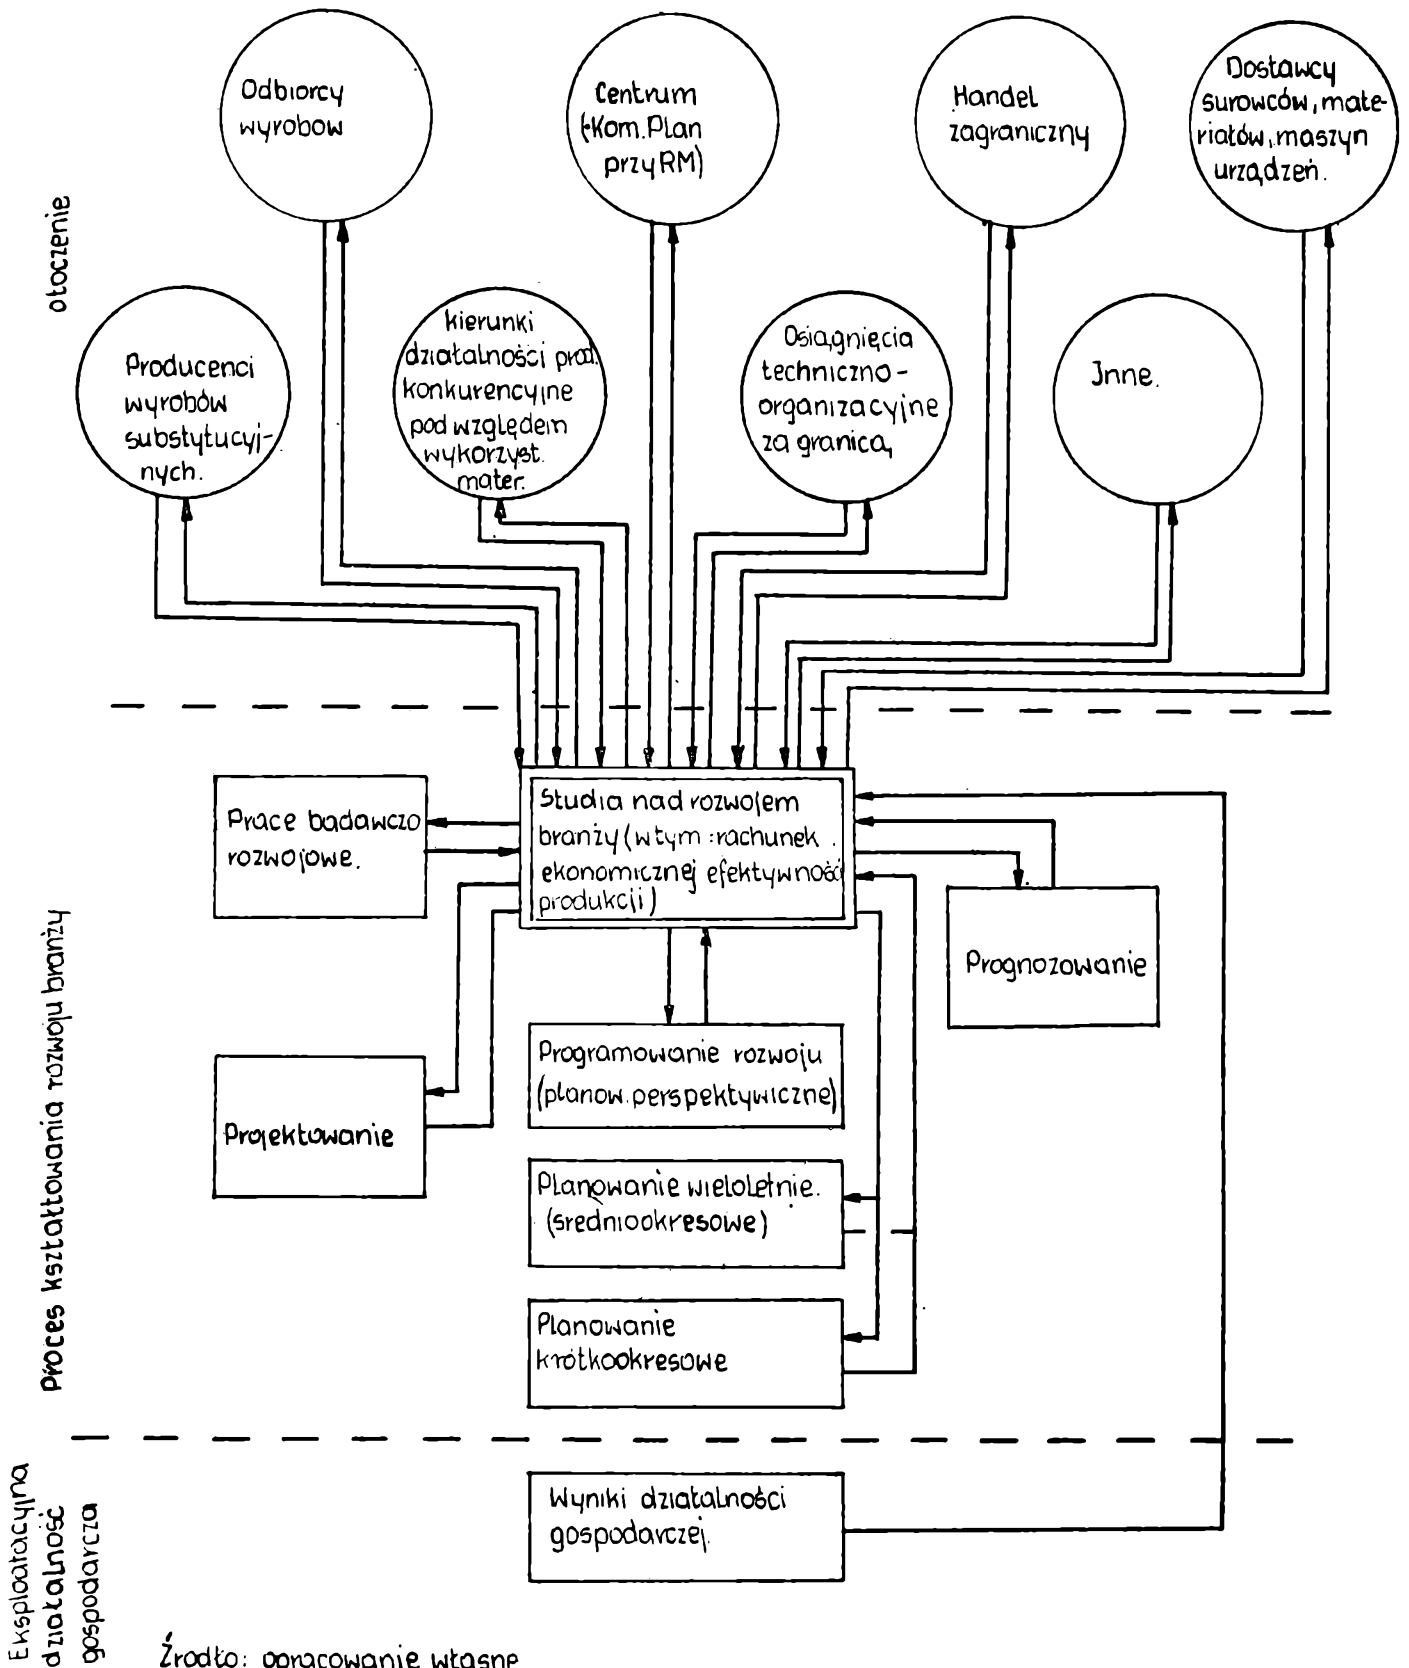 Odbiorcy
wyrobow
Centrum
(Kom.Plan
przy RM)
Handel
zagraniczny
Dostawcy
surowców, mate-
riałów, maszyn
urządzeń.
otoczenie
Producenci
wyrobów
substytucyj-
nych.
kierunki
działalności prod.
konkurencyjne
pod względem
wykorzyst.
mater.
Osiągnięcia
techniczno-
organizacyjne
za granicą
Jnne.
Prace badawczo
rozwojowe.
Studia nad rozwojem
branży (w tym: rachunek
ekonomicznej efektywność
produkcji)
Prognozowanie
Proces kształtowania rozwoju branży
Programowanie rozwoju
(planow. perspektywiczne)
Projektowanie
Planowanie wieloletnie.
(średniookresowe)
Planowanie
krótkookresowe
Eksploatacyjna
działalność
gospodarcza
Wyniki działalności
gospodarczej.
Źrodło: opracowanie własne